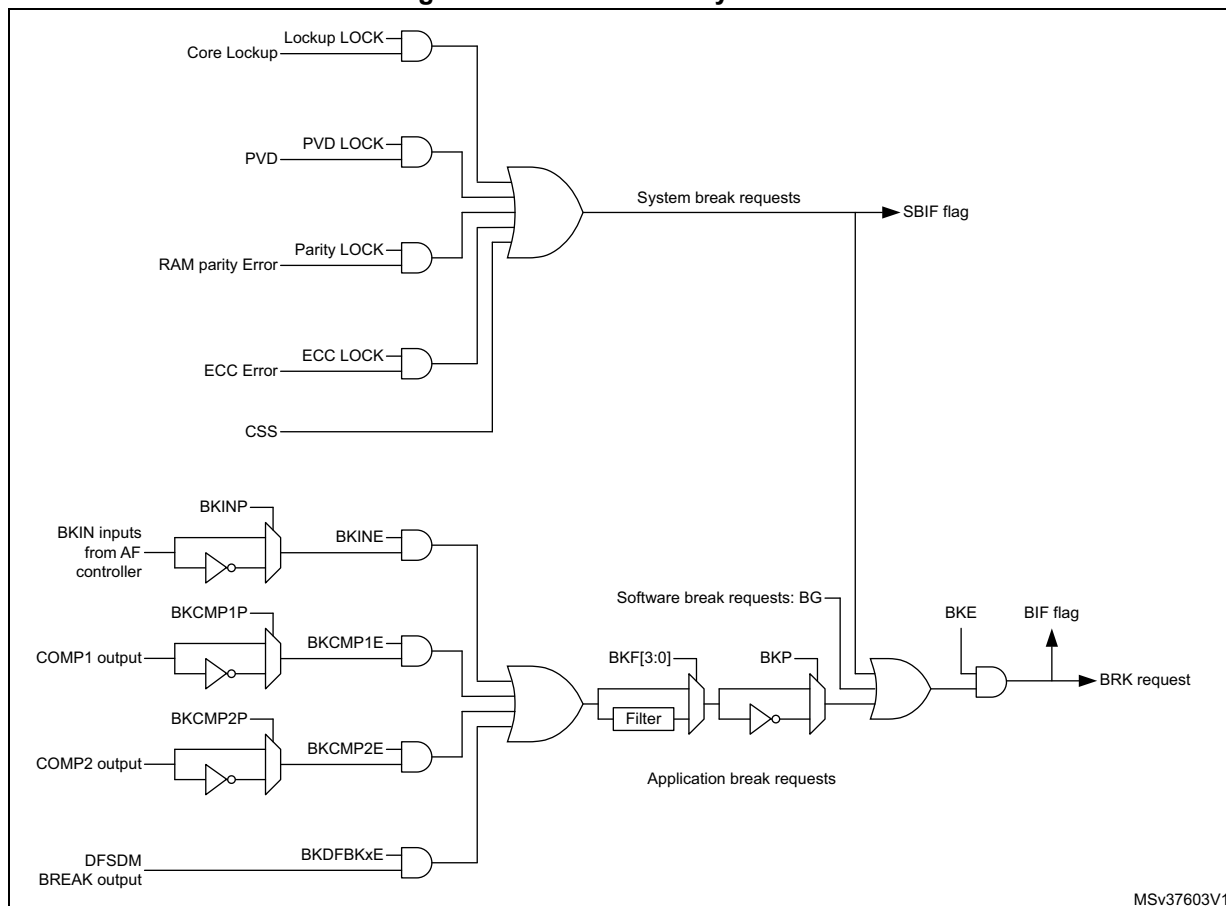 Lockup LOCK
Core Lockup
PVD LOCK
PVD
System break requests
SBIF flag
Parity LOCK
RAM parity Error
ECC LOCK
ECC Error
CSS
BKINP
BKIN inputs
from AF
controller
BKINE
Software break requests: BG
BKE
BIF flag
BKCMP1P
BKCMP1E
COMP1 output
BKF[3:0]
BKP
BRK request
Filter
BKCMP2P
BKCMP2E
COMP2 output
Application break requests
BKDFBKxE
DFSDM
BREAK output
MSv37603V1